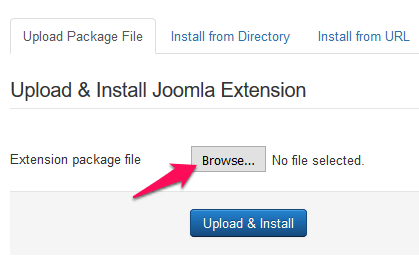 Upload Package File Install from Directory Install from URL
Upload & Install Joomla Extension
Extension package file Browse... No file selected.
Upload & Install